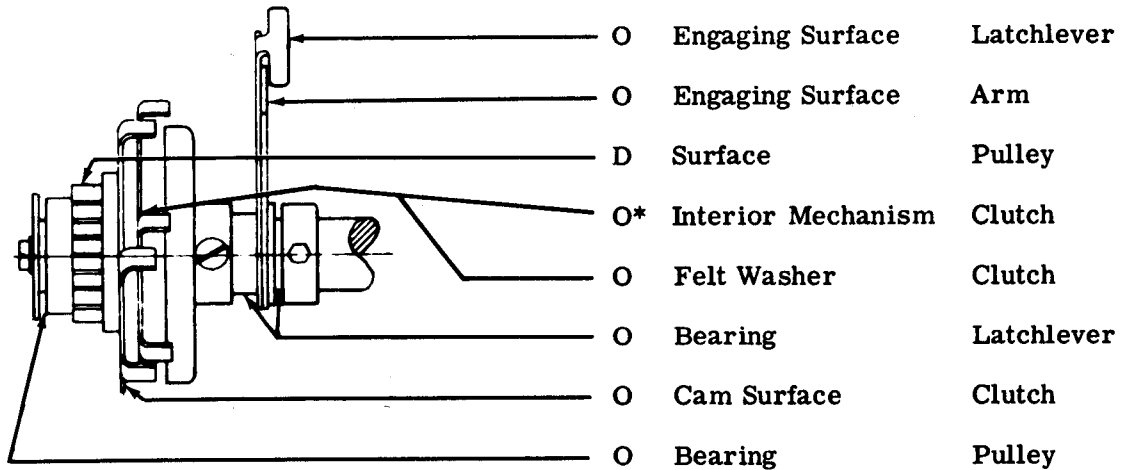 O Engaging Surface Latchlever
O Engaging Surface Arm
D Surface Pulley
O* Interior Mechanism Clutch
O Felt Washer Clutch
O Bearing Latchlever
O Cam Surface Clutch
O Bearing Pulley